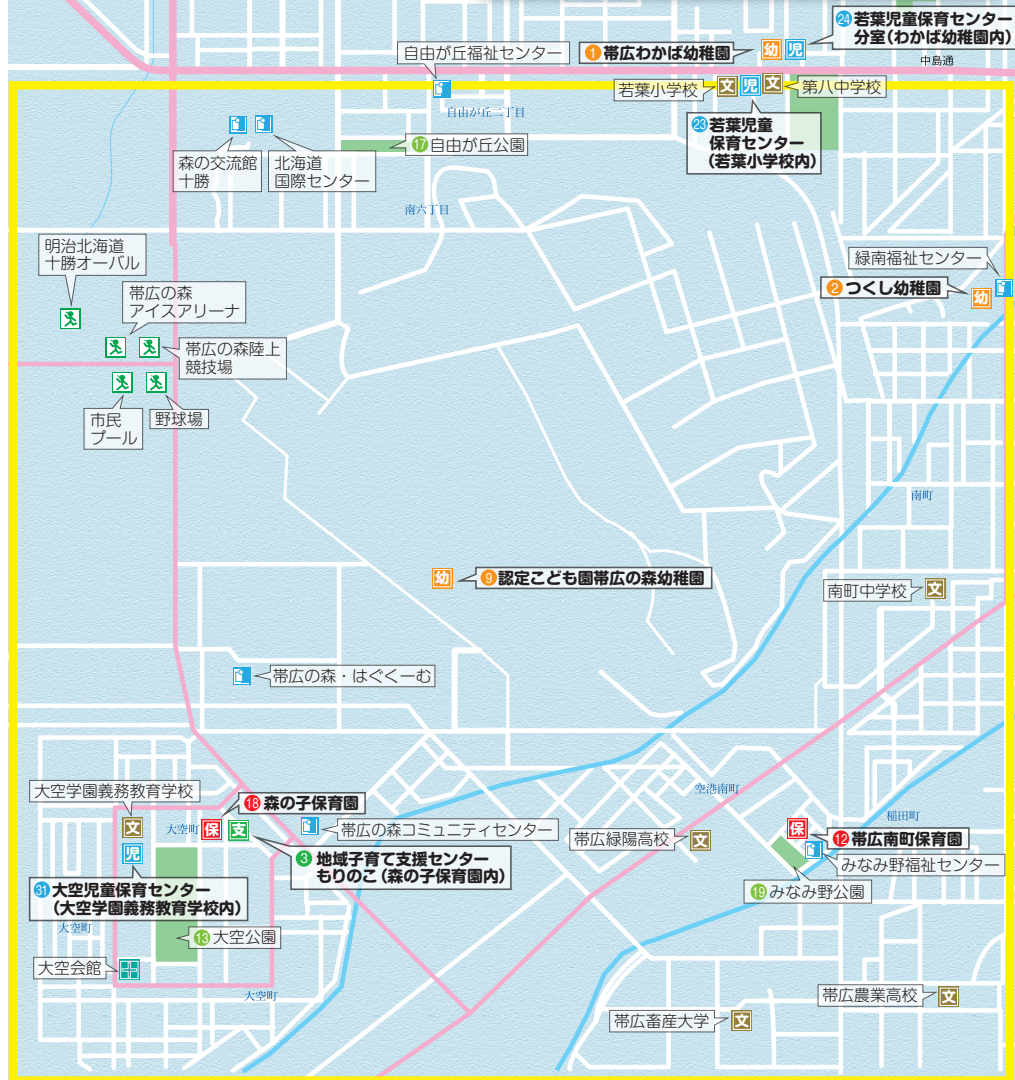 ㉔若葉児童保育センター
分室(わかば幼稚園内)
自由が丘福祉センター
①帯広わかば幼稚園
幼
児
中島通
若葉小学校
文
児
文
第八中学校
自由が丘二丁目
㉓若葉児童
保育センター
(若葉小学校内)
⑰自由が丘公園
森の交流館
十勝
北海道
国際センター
南六丁目
明治北海道
十勝オーバル
緑南福祉センター
②つくし幼稚園
幼
帯広の森
アイスアリーナ
帯広の森陸上
競技場
市民
プール
野球場
南町
幼
⑨認定こども園帯広の森幼稚園
南町中学校
文
帯広の森・はぐくーむ
空港南町
大空学園義務教育学校
文
大空町
⑱森の子保育園
保
支
帯広の森コミュニティセンター
稲田町
保
⑫帯広南町保育園
帯広緑陽高校
文
児
③地域子育て支援センター
もりのこ(森の子保育園内)
みなみ野福祉センター
㉛大空児童保育センター
(大空学園義務教育学校内)
⑲みなみ野公園
大空町
⑬大空公園
大空会館
大空町
帯広農業高校
文
帯広畜産大学
文